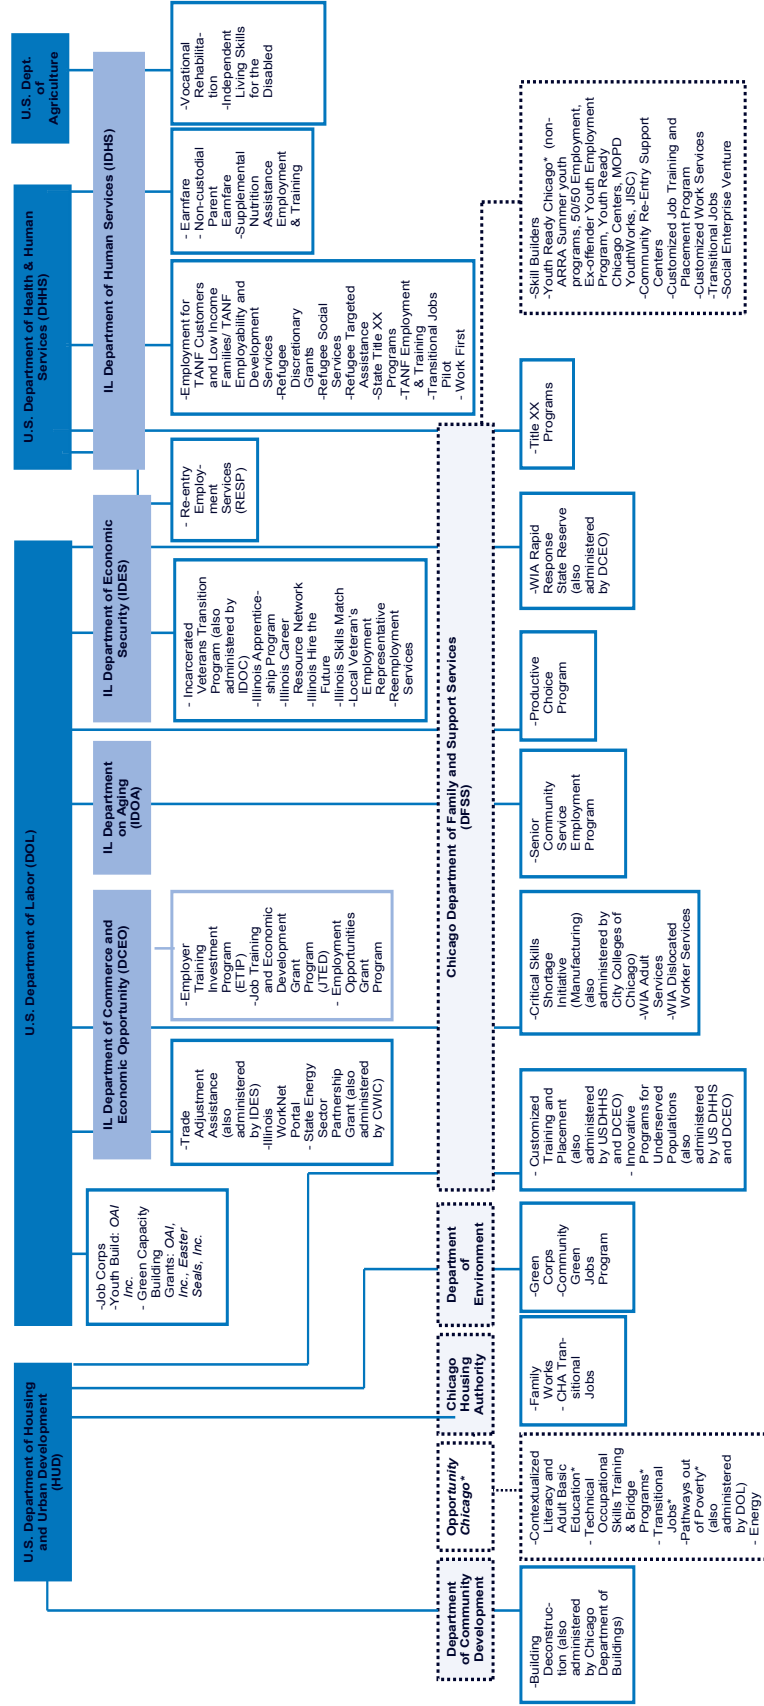 U.S. Department of Housing
and Urban Development
(HUD)
U.S. Department of Labor (DOL)
U.S. Department of Health & Human
Services (DHHS)
U.S. Dept.
of
Agriculture
IL Department of Commerce and
Economic Opportunity (DCEO)
IL Department
on Aging
(IDOA)
IL Department of Economic
Security (IDES)
IL Department of Human Services (IDHS)
-Job Corps
-Youth Build: OAI
Inc.
- Green Capacity
Building
Grants: OAI,
Inc., Easter
Seals, Inc.
-Trade
Adjustment
Assistance
(also
administered
by IDES)
-Illinois
WorkNet
Portal
- State Energy
Sector
Partnership
Grant (also
administered
by CWIC)
-Employer
Training
Investment
Program
(ETIP)
-Job Training
and Economic
Development
Grant
Program
(JTED)
- Employment
Opportunities
Grant
Program
- Incarcerated
Veterans Transition
Program (also
administered by
IDOC)
-Illinois Apprentice-
ship Program
-Illinois Career
Resource Network
-Illinois Hire the
Future
-Illinois Skills Match
-Local Veteran's
Employment
Representative
-Reemployment
Services
- Re-entry
Employ-
ment
Services
(RESP)
-Employment for
TANF Customers
and Low Income
Families/ TANF
Employability and
Development
Services
-Refugee
Discretionary
Grants
-Refugee Social
Services
-Refugee Targeted
Assistance
-State Title XX
Programs
-TANF Employment
& Training
-Transitional Jobs
Pilot
- Work First
- Earnfare
- Non-custodial
Parent
Earnfare
-Supplemental
Nutrition
Assistance
Employment
& Training
-Vocational
Rehabilita-
tion
-Independent
Living Skills
for the
Disabled
Department
of Community
Development
Opportunity
Chicago*
Chicago
Housing
Authority
Department
of
Environment
Chicago Department of Family and Support Services
(DFSS)
-Building
Deconstruc-
tion (also
administered
by Chicago
Department of
Buildings)
-Contextualized
Literacy and
Adult Basic
Education*
- Technical
Occupational
Skills Training
& Bridge
Programs*
- Transitional
Jobs*
-Pathways out
of Poverty*
(also
administered
by DOL)
- Energy
-Family
Works
- CHA Tran-
sitional
Jobs
-Green
Corps
-Community
Green
Jobs
Program
- Customized
Training and
Placement
(also
administered
by USDHHS
and DCEO)
- Innovative
Programs for
Underserved
Populations
(also
administered
by US DHHS
and DCEO)
-Critical Skills
Shortage
Initiative
(Manufacturing)
(also
administered by
City Colleges of
Chicago)
-WIA Adult
Services
-WIA Dislocated
Worker Services
-Senior
Community
Service
Employment
Program
-Productive
Choice
Program
-WIA Rapid
Response
State Reserve
(also
administered
by DCEO)
-Title XX
Programs
-Skill Builders
-Youth Ready Chicago* (non-
ARRA Summer youth
programs, 50/50 Employment,
Ex-offender Youth Employment
Program, Youth Ready
Chicago Centers, MOPD
YouthWorks, JISC)
-Community Re-Entry Support
Centers
-Customized Job Training and
Placement Program
-Customized Work Services
-Transitional Jobs
-Social Enterprise Venture